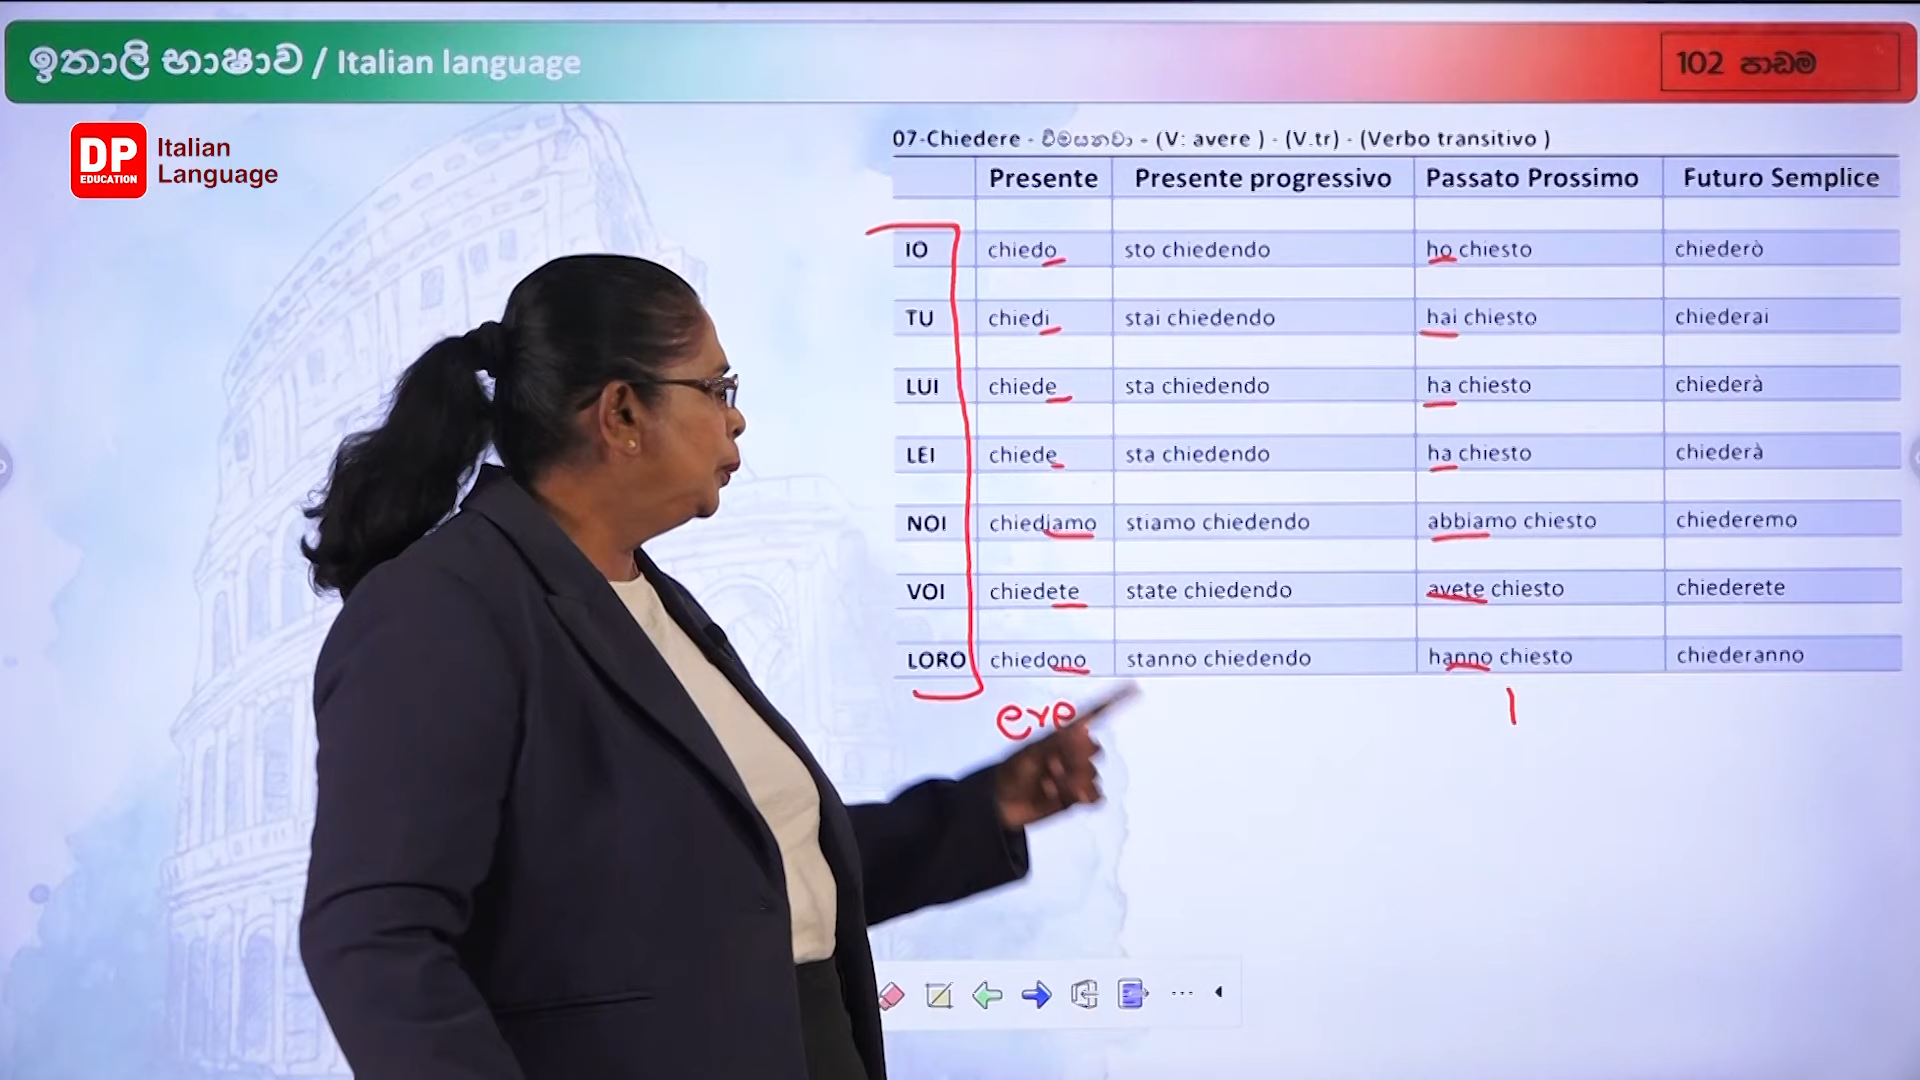 ඉතාලි භාෂාව / Italian language
102 පාඩම
DP EDUCATION
Italian
Language
07-Chiedere - විමසනවා - (V: avere ) - (V.tr) - (Verbo transitivo )
Presente Presente progressivo Passato Prossimo Futuro Semplice
IO chiedo sto chiedendo ho chiesto chiederò
TU chiedi stai chiedendo hai chiesto chiederai
LUI chiede sta chiedendo ha chiesto chiederà
LEI chiede sta chiedendo ha chiesto chiederà
NOI chiediamo stiamo chiedendo abbiamo chiesto chiederemo
VOI chiedete state chiedendo avete chiesto chiederete
LORO chiedono stanno chiedendo hanno chiesto chiederanno
ere